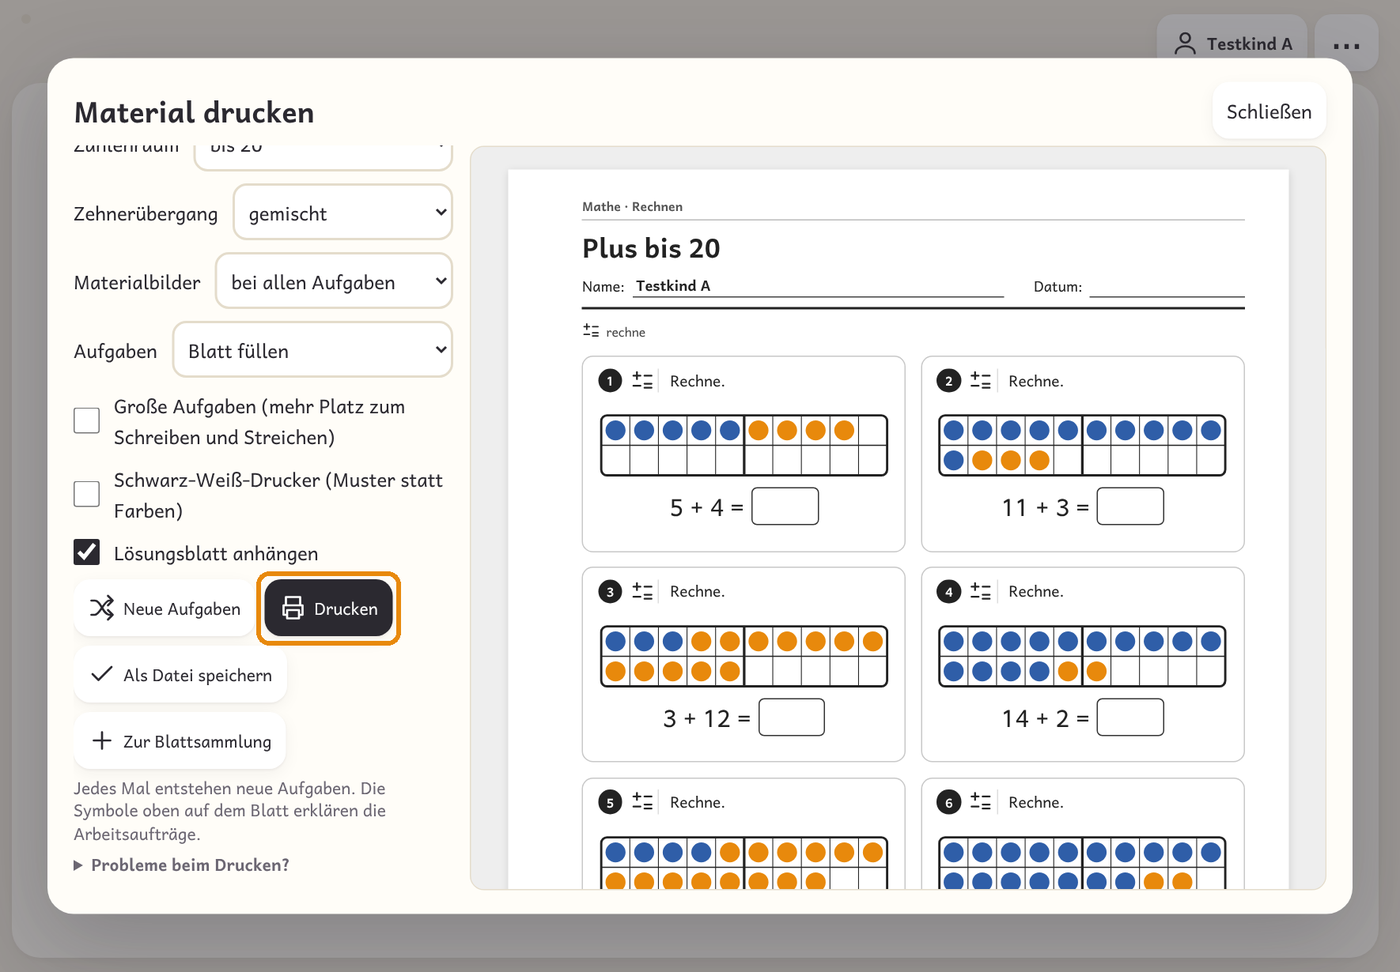 Testkind A
...
Material drucken
Schließen
Zahlenraum bis 20
Zehnerübergang gemischt
Materialbilder bei allen Aufgaben
Aufgaben Blatt füllen
Große Aufgaben (mehr Platz zum
Schreiben und Streichen)
Schwarz-Weiß-Drucker (Muster statt
Farben)
Lösungsblatt anhängen
Neue Aufgaben
Drucken
Als Datei speichern
Zur Blattsammlung
Jedes Mal entstehen neue Aufgaben. Die
Symbole oben auf dem Blatt erklären die
Arbeitsaufträge.
Probleme beim Drucken?
Mathe · Rechnen
Plus bis 20
Name: Testkind A
Datum:
rechne
1 Rechne.
5 + 4 =
2 Rechne.
11 + 3 =
3 Rechne.
3 + 12 =
4 Rechne.
14 + 2 =
5 Rechne.
6 Rechne.